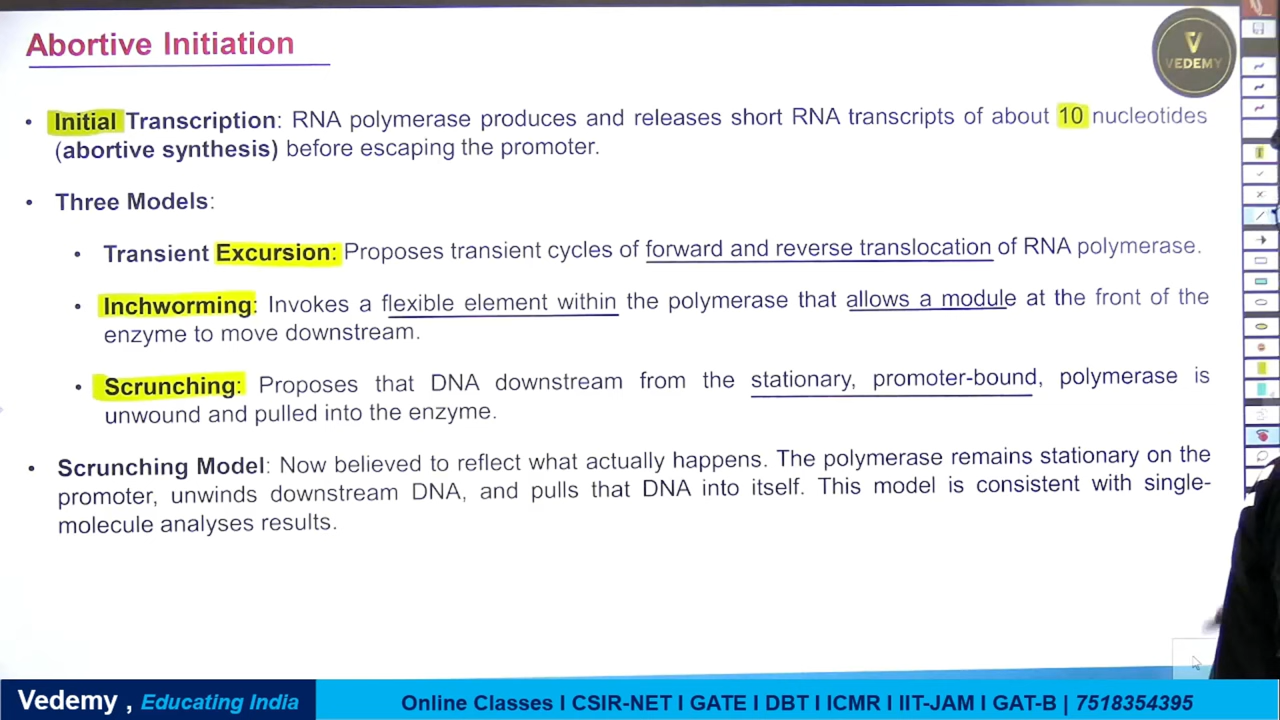 Abortive Initiation
VEDEMY
• Initial Transcription: RNA polymerase produces and releases short RNA transcripts of about 10 nucleotides
(abortive synthesis) before escaping the promoter.
• Three Models:
• Transient Excursion: Proposes transient cycles of forward and reverse translocation of RNA polymerase.
• Inchworming: Invokes a flexible element within the polymerase that allows a module at the front of the
enzyme to move downstream.
• Scrunching: Proposes that DNA downstream from the stationary, promoter-bound, polymerase is
unwound and pulled into the enzyme.
• Scrunching Model: Now believed to reflect what actually happens. The polymerase remains stationary on the
promoter, unwinds downstream DNA, and pulls that DNA into itself. This model is consistent with single-
molecule analyses results.
Vedemy , Educating India
Online Classes I CSIR-NET I GATE I DBT I ICMR I IIT-JAM I GAT-B | 7518354395